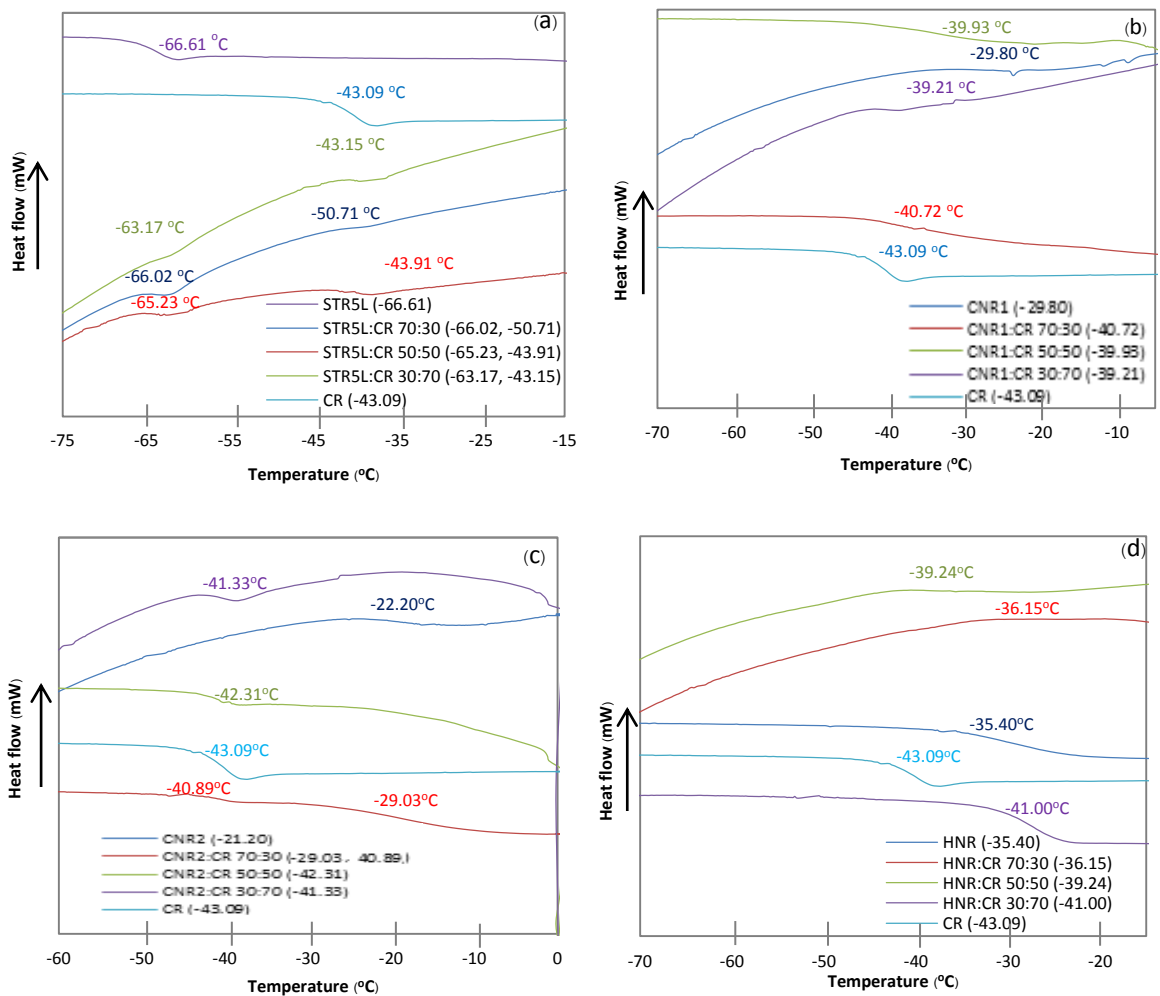 (a)
-66.61 °C
-43.09 °C
-43.15 °C
-63.17 °C
-50.71 °C
-66.02 °C
-43.91 °C
-65.23 °C
STR5L (-66.61)
STR5L:CR 70:30 (-66.02, -50.71)
STR5L:CR 50:50 (-65.23, -43.91)
STR5L:CR 30:70 (-63.17, -43.15)
CR (-43.09)
Heat flow (mW)
-75 -65 -55 -45 -35 -25 -15
Temperature (°C)
(b)
-39.93 °C
-29.80 °C
-39.21 °C
-40.72 °C
-43.09 °C
CNR1 (-29.80)
CNR1:CR 70:30 (-40.72)
CNR1:CR 50:50 (-39.93)
CNR1:CR 30:70 (-39.21)
CR (-43.09)
Heat flow (mW)
-70 -60 -50 -40 -30 -20 -10
Temperature (°C)
(c)
-41.33°C
-22.20°C
-42.31°C
-43.09°C
-40.89°C
-29.03°C
CNR2 (-21.20)
CNR2:CR 70:30 (-29.03, 40.89,)
CNR2:CR 50:50 (-42.31)
CNR2:CR 30:70 (-41.33)
CR (-43.09)
Heat flow (mW)
-60 -50 -40 -30 -20 -10 0
Temperature (°C)
(d)
-39.24°C
-36.15°C
-35.40°C
-43.09°C
-41.00°C
HNR (-35.40)
HNR:CR 70:30 (-36.15)
HNR:CR 50:50 (-39.24)
HNR:CR 30:70 (-41.00)
CR (-43.09)
Heat flow (mW)
-70 -60 -50 -40 -30 -20
Temperature (°C)